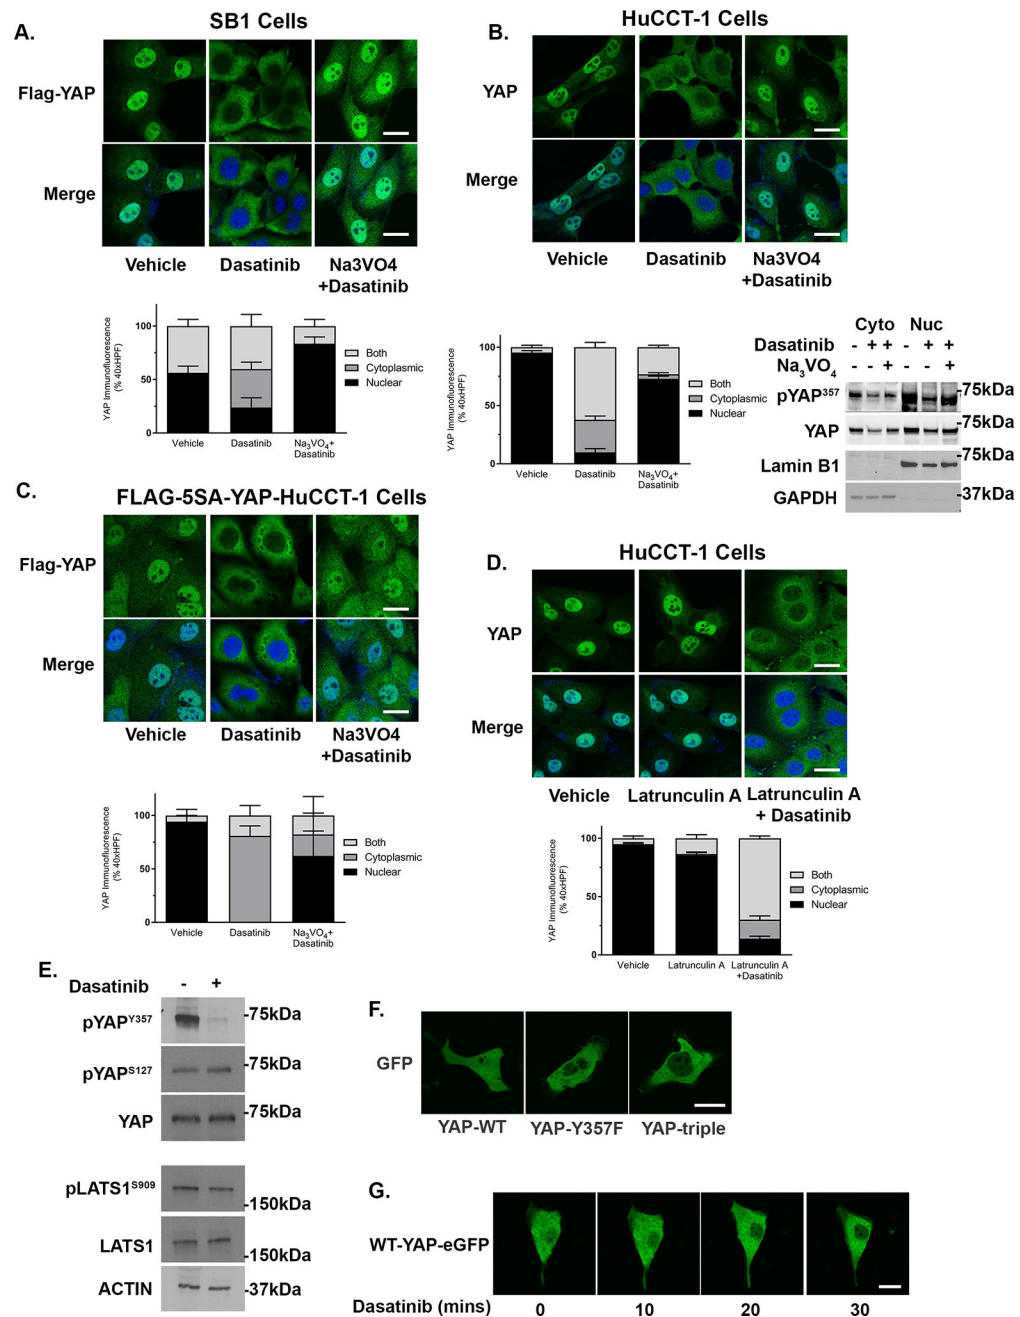 A.
SB1 Cells
Flag-YAP
Merge
Vehicle
Dasatinib
Na3VO4
+Dasatinib
YAP Immunofluorescence
(% 40xHPF)
100
50
0
Both
Cytoplasmic
Nuclear
Vehicle
Dasatinib
Na₃VO₄+
Dasatinib
B.
HuCCT-1 Cells
YAP
Merge
Vehicle
Dasatinib
Na3VO4
+Dasatinib
YAP Immunofluorescence
(% 40xHPF)
100
50
0
Both
Cytoplasmic
Nuclear
Vehicle
Dasatinib
Na₃VO₄+
Dasatinib
Cyto Nuc
Dasatinib - + + - + +
Na₃VO₄ + +
pYAP³⁵⁷ -75kDa
YAP
Lamin B1 -75kDa
GAPDH -37kDa
C.
FLAG-5SA-YAP-HuCCT-1 Cells
Flag-YAP
Merge
Vehicle
Dasatinib
Na3VO4
+Dasatinib
YAP Immunofluorescence
(% 40xHPF)
100
50
0
Both
Cytoplasmic
Nuclear
Vehicle
Dasatinib
Na₃VO₄+
Dasatinib
D.
HuCCT-1 Cells
YAP
Merge
Vehicle
Latrunculin A
Latrunculin A
+ Dasatinib
YAP Immunofluorescence
(% 40xHPF)
100
50
0
Both
Cytoplasmic
Nuclear
Vehicle
Latrunculin A
Latrunculin A
+Dasatinib
E.
Dasatinib - +
pYAPʸ³⁵⁷ -75kDa
pYAPˢ¹²⁷ -75kDa
YAP -75kDa
pLATS1ˢ⁹⁰⁹ -150kDa
LATS1 -150kDa
ACTIN -37kDa
F.
GFP
YAP-WT
YAP-Y357F
YAP-triple
G.
WT-YAP-eGFP
Dasatinib (mins) 0 10 20 30